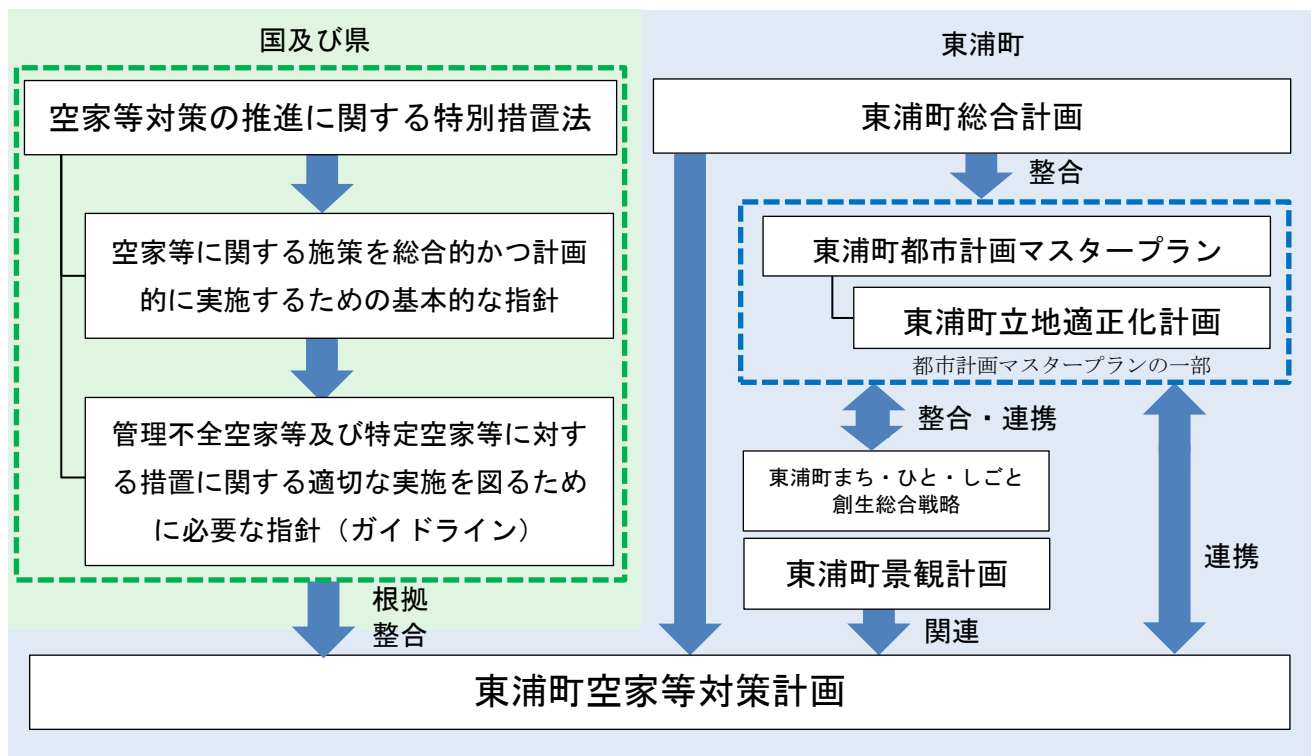 国及び県
空家等対策の推進に関する特別措置法
空家等に関する施策を総合的かつ計画
的に実施するための基本的な指針
管理不全空家等及び特定空家等に対す
る措置に関する適切な実施を図るため
に必要な指針（ガイドライン）
根拠
整合
東浦町
東浦町総合計画
整合
東浦町都市計画マスタープラン
東浦町立地適正化計画
都市計画マスタープランの一部
整合・連携
東浦町まち・ひと・しごと
創生総合戦略
東浦町景観計画
関連
連携
東浦町空家等対策計画